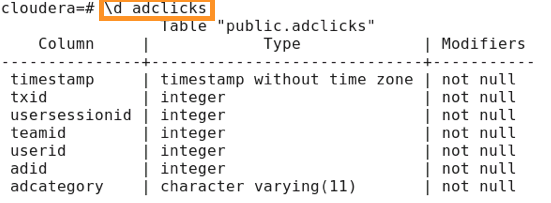 cloudera=# \d adclicks
Table "public.adclicks"
Column | Type | Modifiers
---------------+-----------------------------+-----------
timestamp | timestamp without time zone | not null
txid | integer | not null
usersessionid | integer | not null
teamid | integer | not null
userid | integer | not null
adid | integer | not null
adcategory | character varying(11) | not null